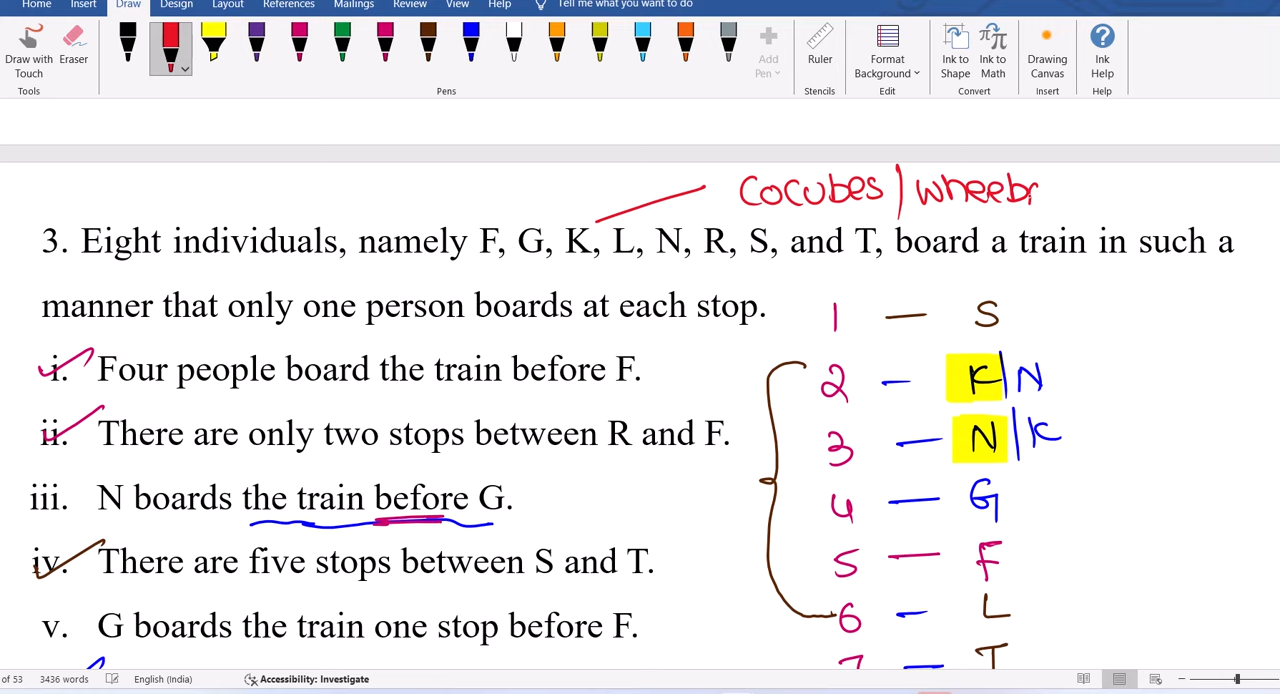 Home Insert Draw Design Layout References Mailings Review View Help Tell me what you want to do
Draw with Touch Eraser Add Pen Ruler Format Background Ink to Shape Ink to Math Drawing Canvas Ink Help
Tools Pens Stencils Edit Convert Insert Help
Cocubes | wheebr
3. Eight individuals, namely F, G, K, L, N, R, S, and T, board a train in such a
manner that only one person boards at each stop.
1 — S
i. Four people board the train before F.
2 - K|N
ii. There are only two stops between R and F.
3 — N|K
iii. N boards the train before G.
4 — G
iv. There are five stops between S and T.
5 — F
v. G boards the train one stop before F.
6 - L
7 — T
of 53 3436 words English (India) Accessibility: Investigate